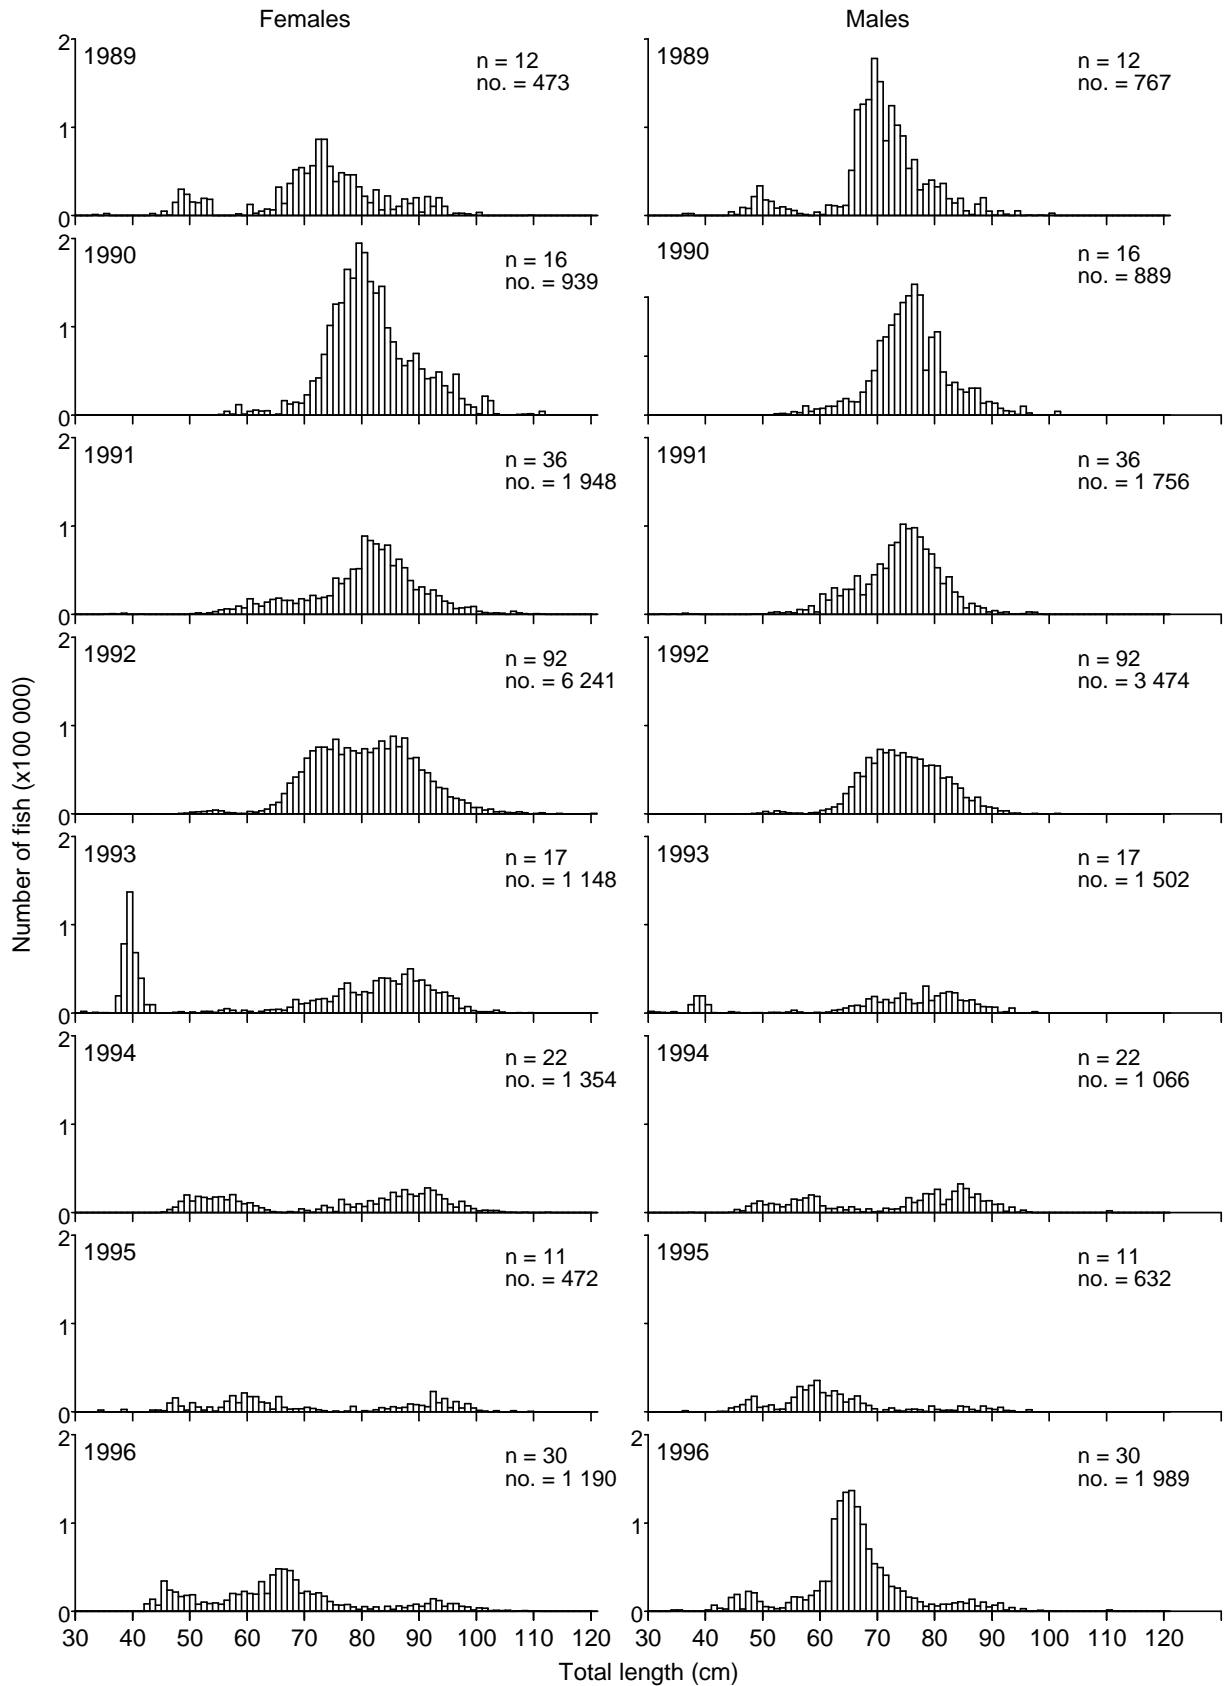 Females Males
1989 n = 12 1989 n = 12
no. = 473 no. = 767
2
1
0
1990 n = 16 1990 n = 16
no. = 939 no. = 889
2
1
0
1991 n = 36 1991 n = 36
no. = 1 948 no. = 1 756
2
1
0
1992 n = 92 1992 n = 92
no. = 6 241 no. = 3 474
2
1
0
1993 n = 17 1993 n = 17
no. = 1 148 no. = 1 502
2
1
0
1994 n = 22 1994 n = 22
no. = 1 354 no. = 1 066
2
1
0
1995 n = 11 1995 n = 11
no. = 472 no. = 632
2
1
0
1996 n = 30 1996 n = 30
no. = 1 190 no. = 1 989
2 2
1 1
0 0
30 40 50 60 70 80 90 100 110 120 30 40 50 60 70 80 90 100 110 120
Total length (cm)
Number of fish (x100 000)